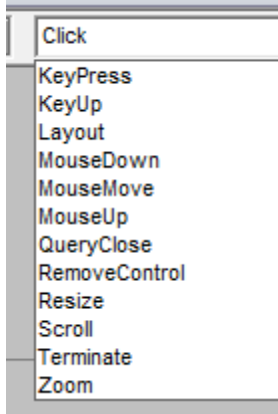 Click
KeyPress
KeyUp
Layout
MouseDown
MouseMove
MouseUp
QueryClose
RemoveControl
Resize
Scroll
Terminate
Zoom